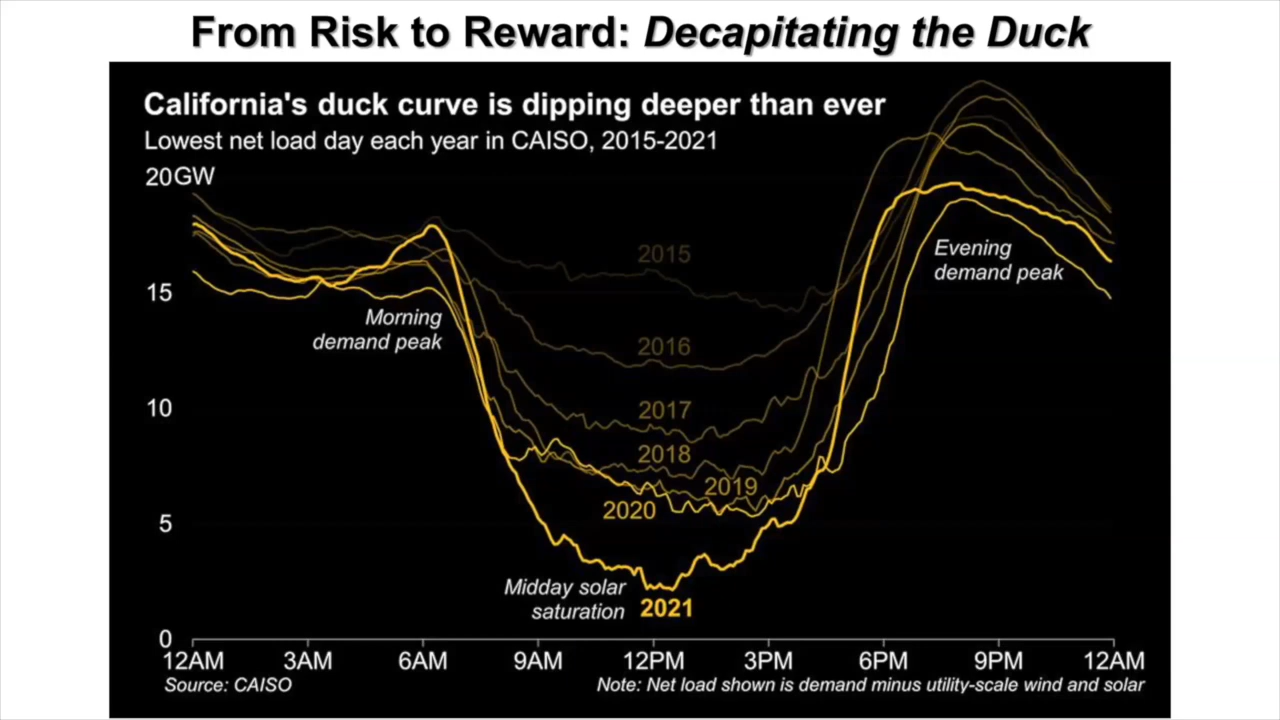 From Risk to Reward: Decapitating the Duck
California's duck curve is dipping deeper than ever
Lowest net load day each year in CAISO, 2015-2021
20GW
15
10
5
0
2015
2016
2017
2018
2019
2020
2021
Morning
demand peak
Evening
demand peak
Midday solar
saturation
12AM 3AM 6AM 9AM 12PM 3PM 6PM 9PM 12AM
Source: CAISO
Note: Net load shown is demand minus utility-scale wind and solar